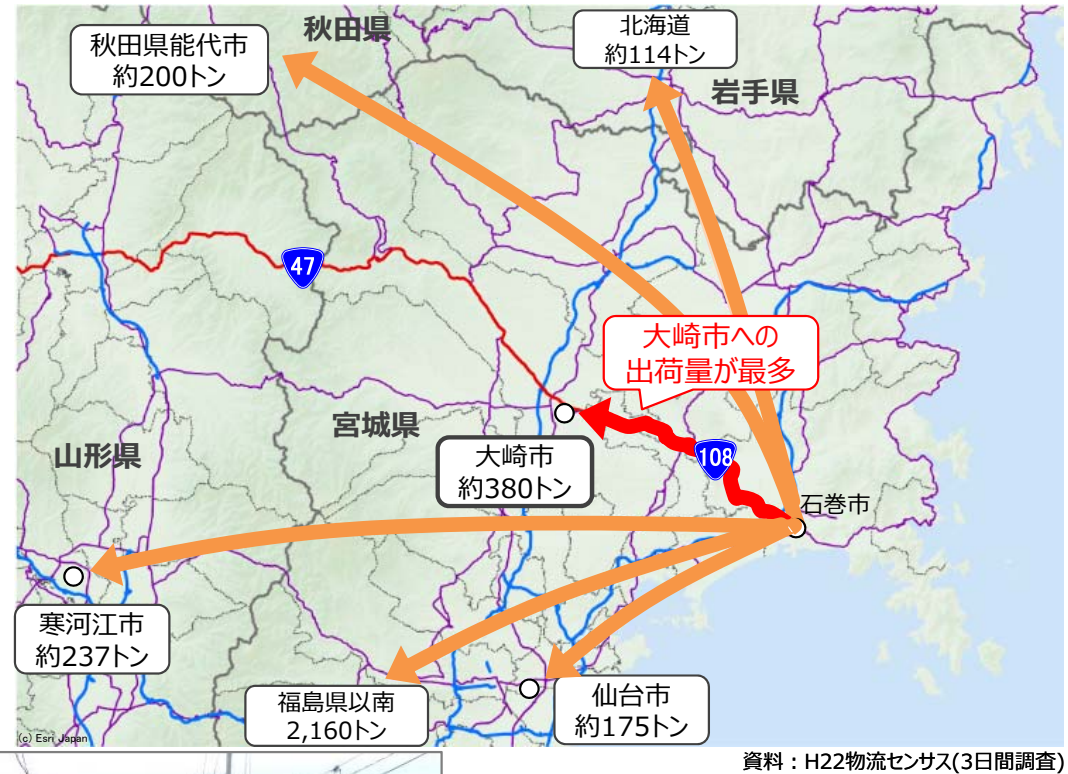 秋田県
秋田県能代市
約200トン
北海道
約114トン
岩手県
47
大崎市への
出荷量が最多
宮城県
山形県
大崎市
約380トン
108
石巻市
寒河江市
約237トン
福島県以南
2,160トン
仙台市
約175トン
(c) Esri Japan
資料：H22物流センサス(3日間調査)